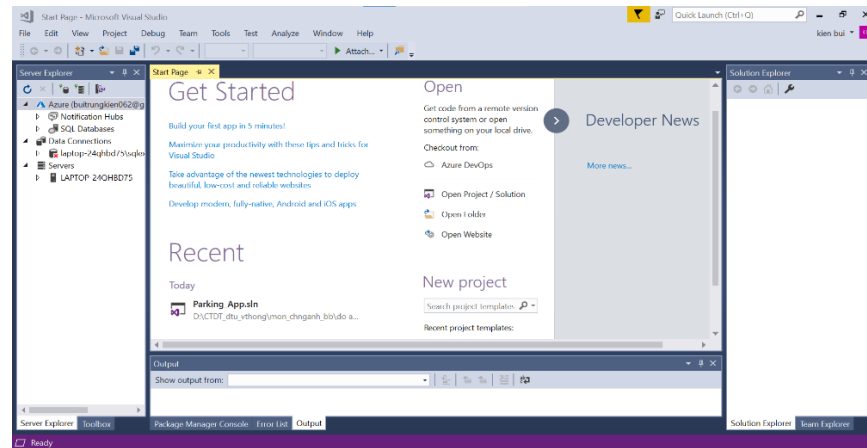 Start Page - Microsoft Visual Studio
Quick Launch (Ctrl+Q)
File Edit View Project Debug Team Tools Test Analyze Window Help
kien bui
Attach...
Server Explorer
Azure (buitrungkien062@g
Notification Hubs
SQL Databases
Data Connections
laptop-24qhbd75\sqlex
Servers
LAPTOP-24QHBD75
Server Explorer Toolbox
Start Page
Get Started
Build your first app in 5 minutes!
Maximize your productivity with these tips and tricks for
Visual Studio
Take advantage of the newest technologies to deploy
beautiful, low-cost and reliable websites
Develop modern, fully-native, Android and iOS apps
Recent
Today
Parking_App.sln
D:\CTDT_dtu_vthong\mon_chnganh_bb\do a...
Open
Get code from a remote version
control system or open
something on your local drive.
Checkout from:
Azure DevOps
Open Project / Solution
Open Folder
Open Website
New project
Search project templates
Recent project templates:
Developer News
More news...
Output
Show output from:
Package Manager Console Error List Output
Solution Explorer
Solution Explorer Team Explorer
Ready